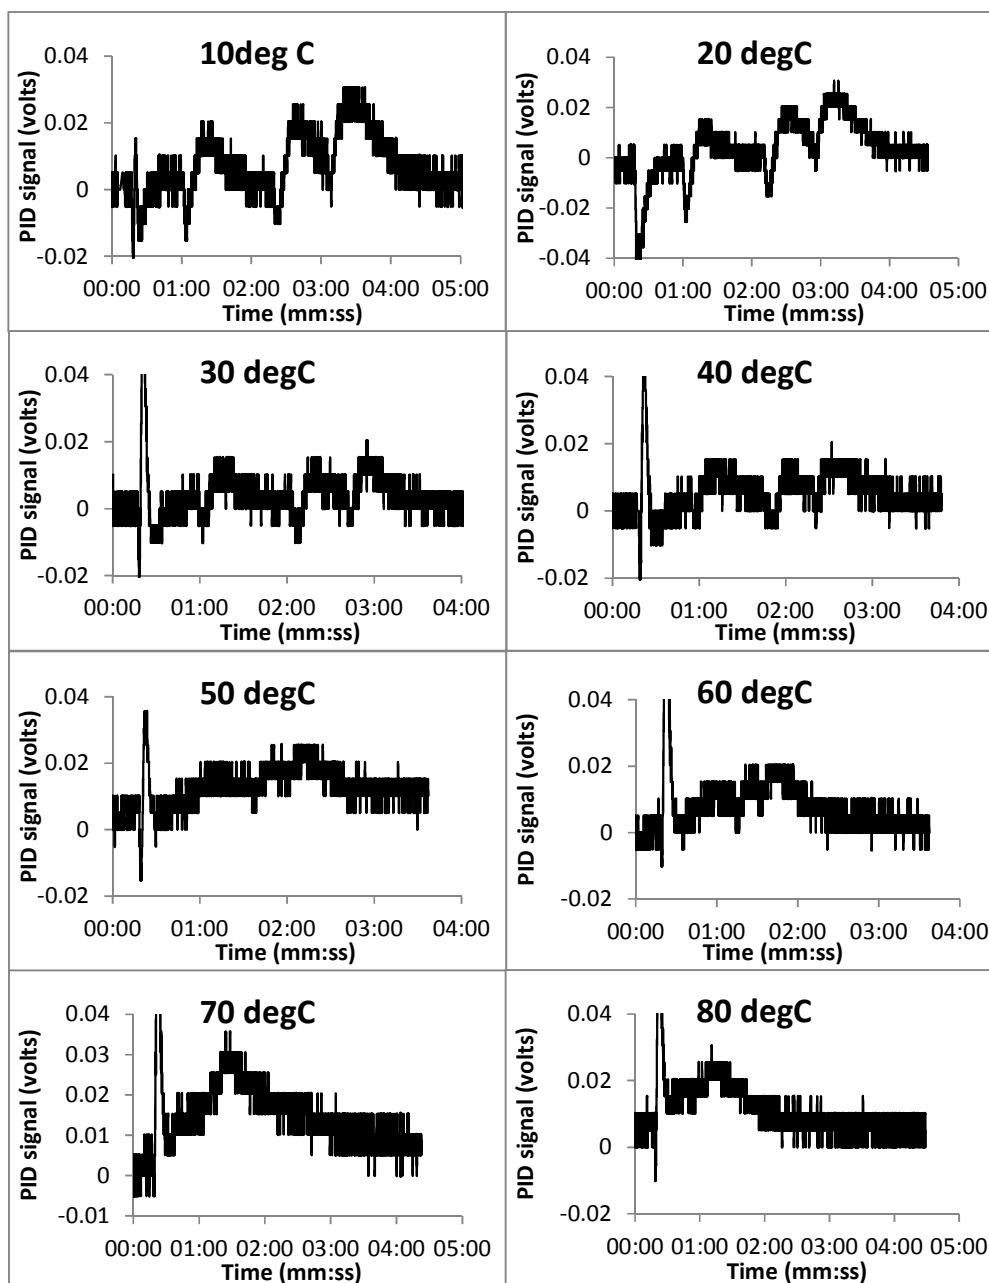 10deg C
PID signal (volts)
0.04
0.02
0
-0.02
00:00 01:00 02:00 03:00 04:00 05:00
Time (mm:ss)
20 degC
PID signal (volts)
0.04
0.02
0
-0.02
-0.04
00:00 01:00 02:00 03:00 04:00 05:00
Time (mm:ss)
30 degC
PID signal (volts)
0.04
0.02
0
-0.02
00:00 01:00 02:00 03:00 04:00
Time (mm:ss)
40 degC
PID signal (volts)
0.04
0.02
0
-0.02
00:00 01:00 02:00 03:00 04:00
Time (mm:ss)
50 degC
PID signal (volts)
0.04
0.02
0
-0.02
00:00 01:00 02:00 03:00 04:00
Time (mm:ss)
60 degC
PID signal (volts)
0.04
0.02
0
-0.02
00:00 01:00 02:00 03:00 04:00
Time (mm:ss)
70 degC
PID signal (volts)
0.04
0.03
0.02
0.01
0
-0.01
00:00 01:00 02:00 03:00 04:00 05:00
Time (mm:ss)
80 degC
PID signal (volts)
0.04
0.02
0
-0.02
00:00 01:00 02:00 03:00 04:00 05:00
Time (mm:ss)